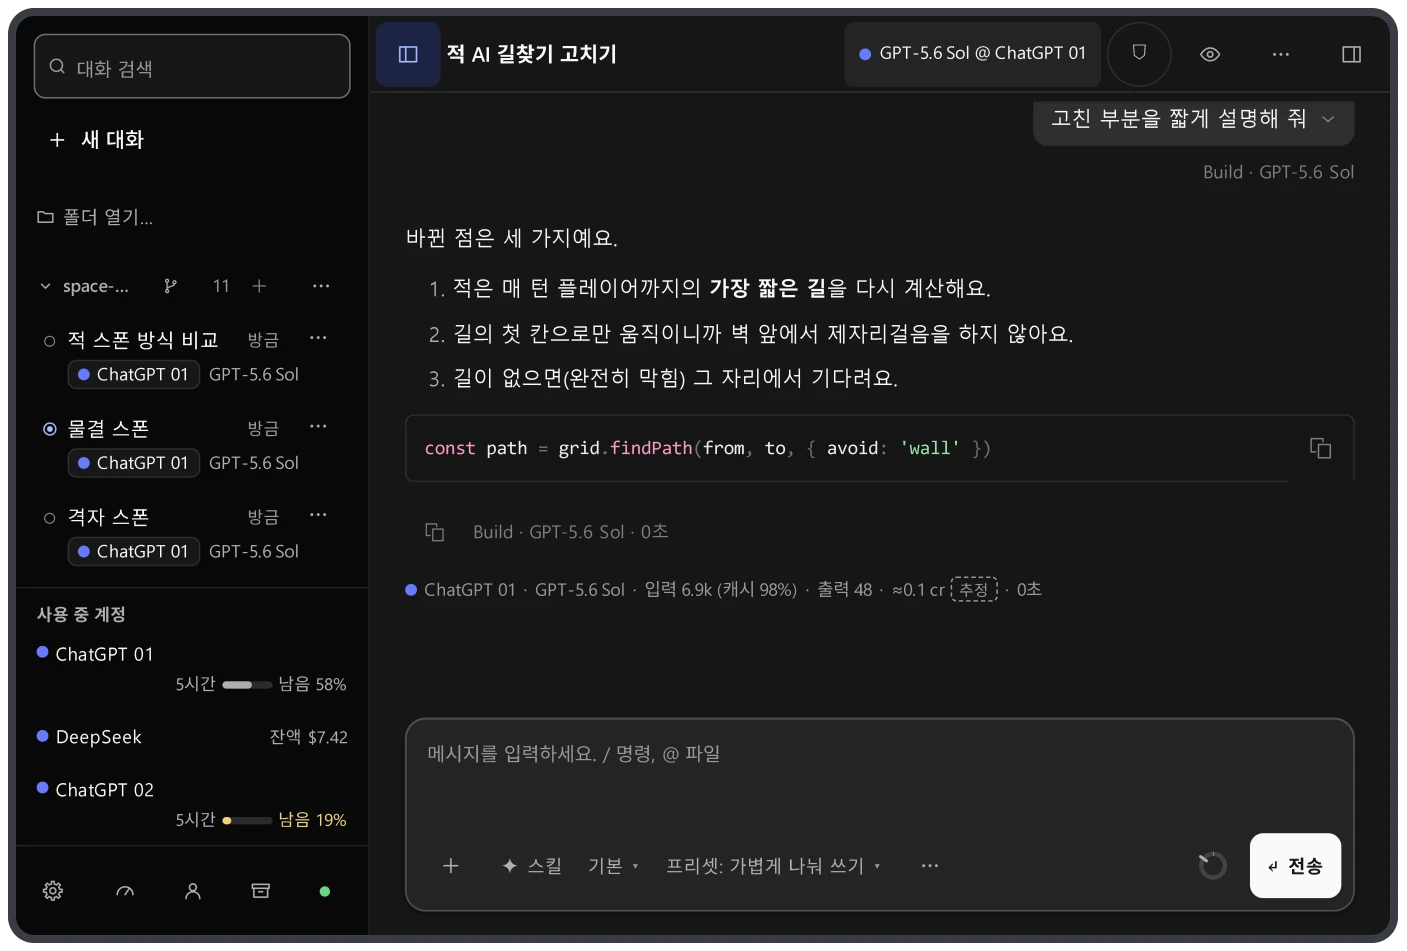 대화 검색
+ 새 대화
폴더 열기...
space-... 11 + ...
적 스폰 방식 비교 방금 ...
ChatGPT 01 GPT-5.6 Sol
물결 스폰 방금 ...
ChatGPT 01 GPT-5.6 Sol
격자 스폰 방금 ...
ChatGPT 01 GPT-5.6 Sol
사용 중 계정
ChatGPT 01
5시간 남음 58%
DeepSeek 잔액 $7.42
ChatGPT 02
5시간 남음 19%
적 AI 길찾기 고치기
GPT-5.6 Sol @ ChatGPT 01
고친 부분을 짧게 설명해 줘
Build · GPT-5.6 Sol
바뀐 점은 세 가지예요.
1. 적은 매 턴 플레이어까지의 가장 짧은 길을 다시 계산해요.
2. 길의 첫 칸으로만 움직이니까 벽 앞에서 제자리걸음을 하지 않아요.
3. 길이 없으면(완전히 막힘) 그 자리에서 기다려요.
const path = grid.findPath(from, to, { avoid: 'wall' })
Build · GPT-5.6 Sol · 0초
ChatGPT 01 · GPT-5.6 Sol · 입력 6.9k (캐시 98%) · 출력 48 · ≈0.1 cr 추정 · 0초
메시지를 입력하세요. / 명령, @ 파일
+ 스킬 기본 프리셋: 가볍게 나눠 쓰기 ...
전송